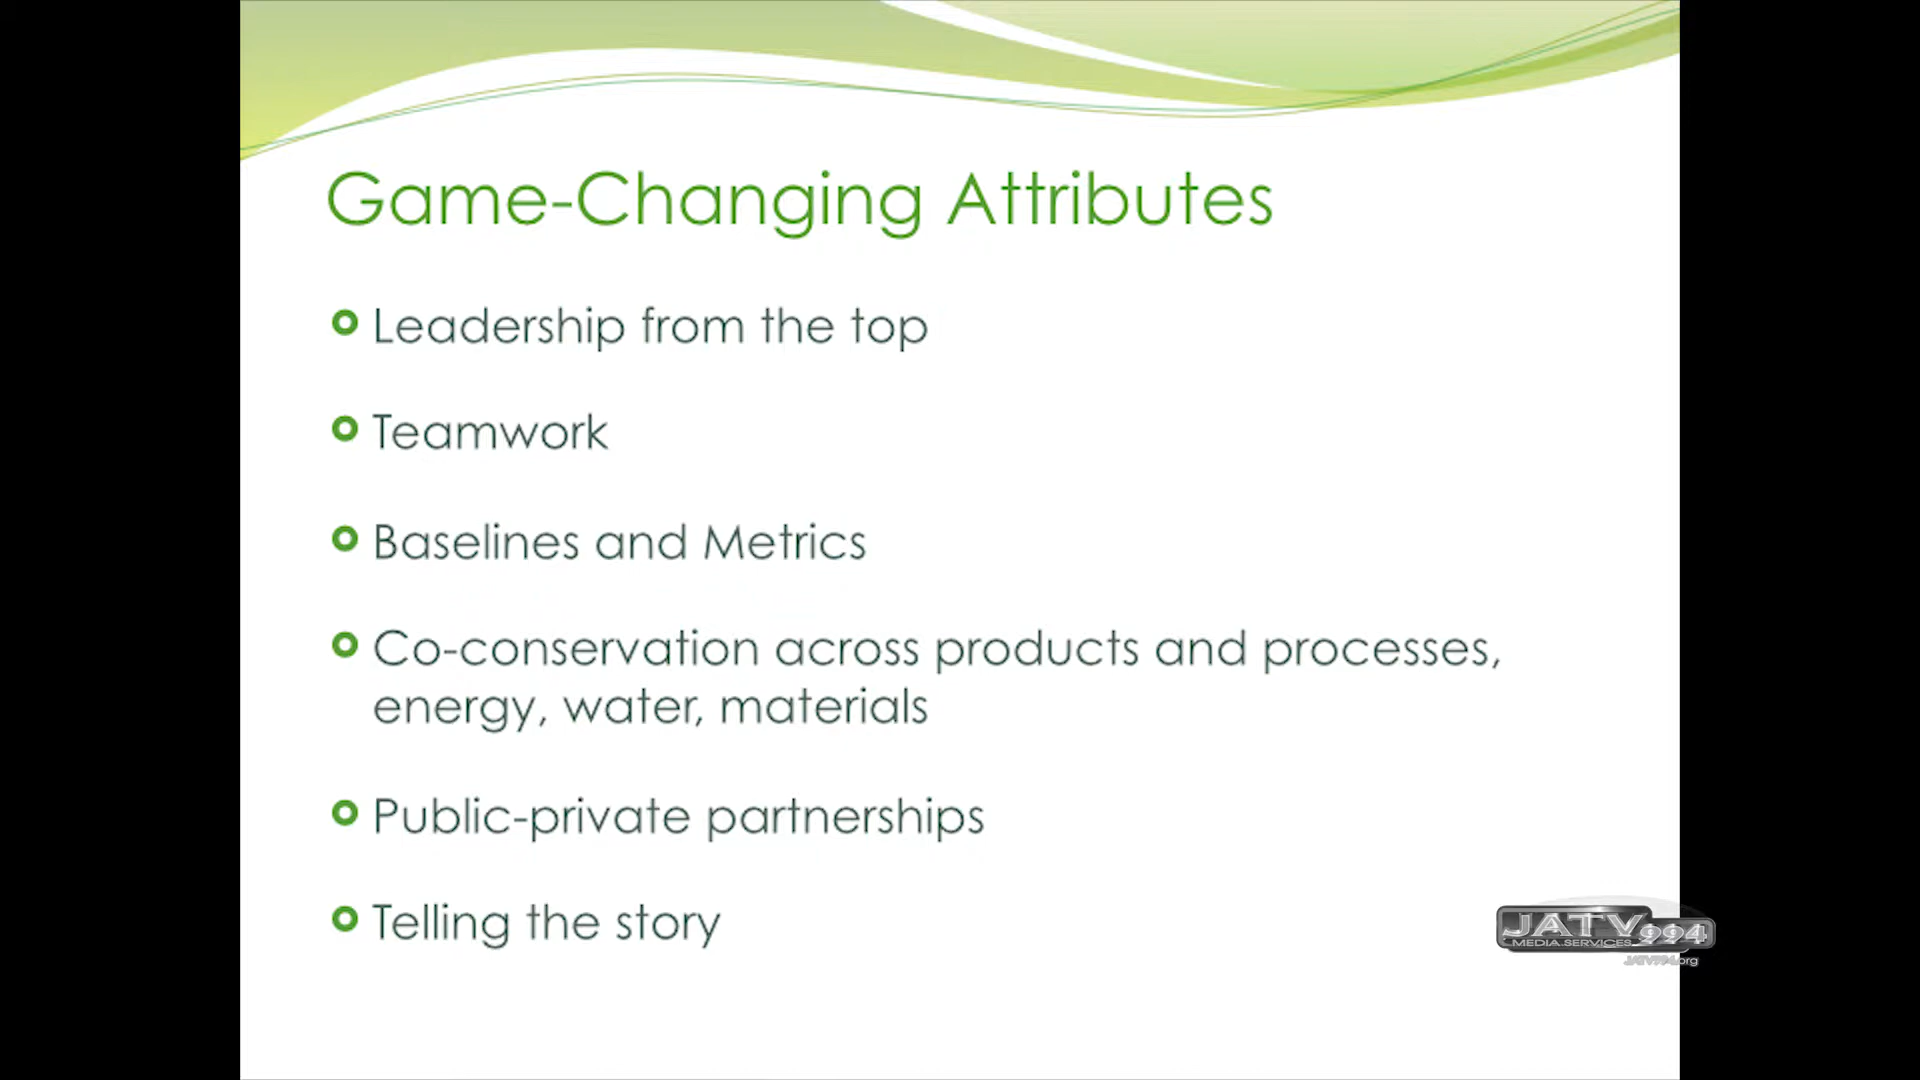 Game-Changing Attributes
Leadership from the top
Teamwork
Baselines and Metrics
Co-conservation across products and processes,
energy, water, materials
Public-private partnerships
Telling the story
JATV 994
MEDIA SERVICES
JATV994.org